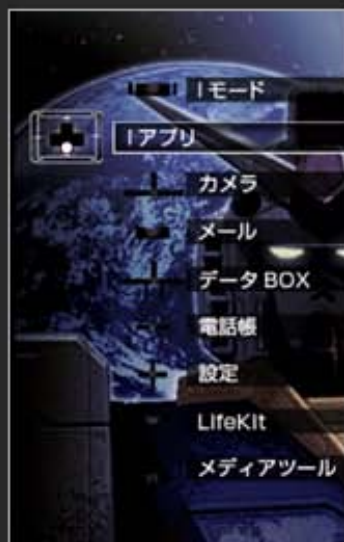 iモード
iアプリ
カメラ
メール
データBOX
電話帳
設定
LifeKit
メディアツール